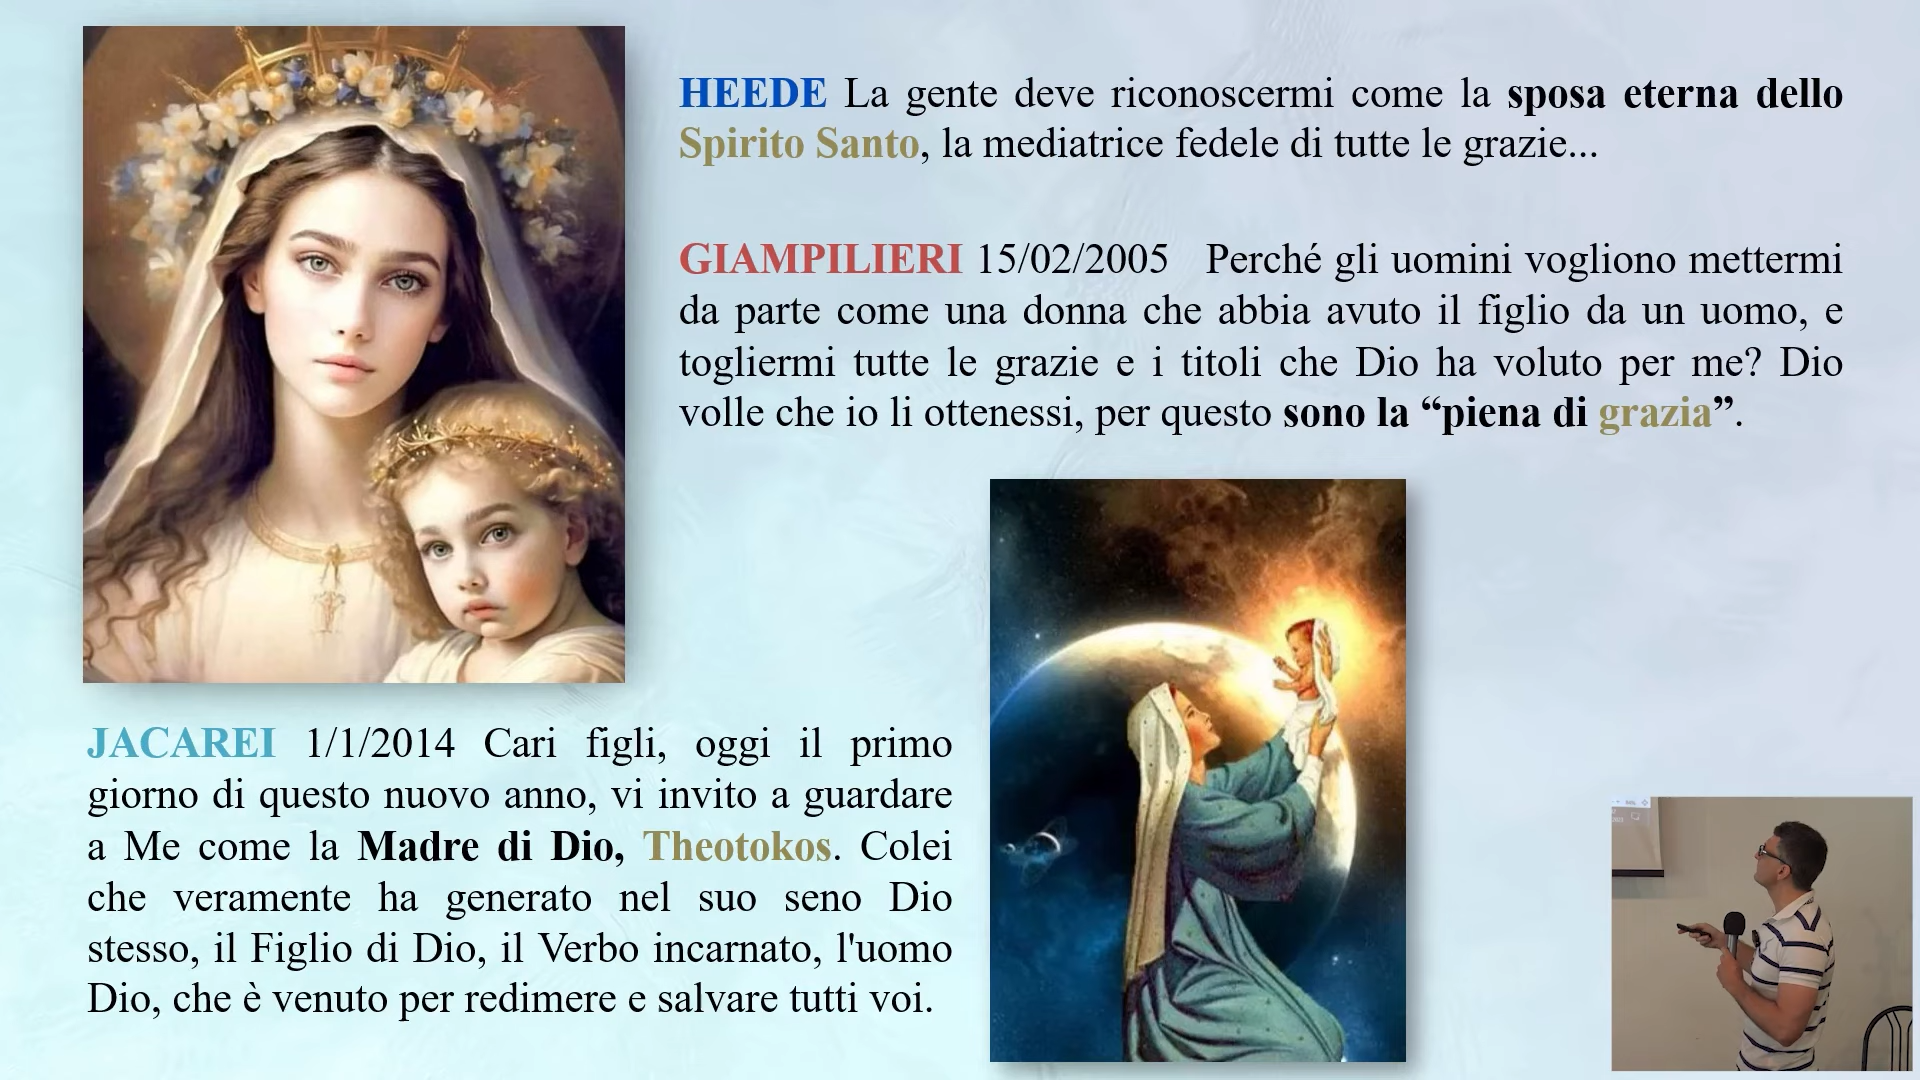 HEEDE La gente deve riconoscermi come la sposa eterna dello
Spirito Santo, la mediatrice fedele di tutte le grazie...
GIAMPILIERI 15/02/2005 Perché gli uomini vogliono mettermi
da parte come una donna che abbia avuto il figlio da un uomo, e
togliermi tutte le grazie e i titoli che Dio ha voluto per me? Dio
volle che io li ottenessi, per questo sono la “piena di grazia”.
JACAREI 1/1/2014 Cari figli, oggi il primo
giorno di questo nuovo anno, vi invito a guardare
a Me come la Madre di Dio, Theotokos. Colei
che veramente ha generato nel suo seno Dio
stesso, il Figlio di Dio, il Verbo incarnato, l'uomo
Dio, che è venuto per redimere e salvare tutti voi.